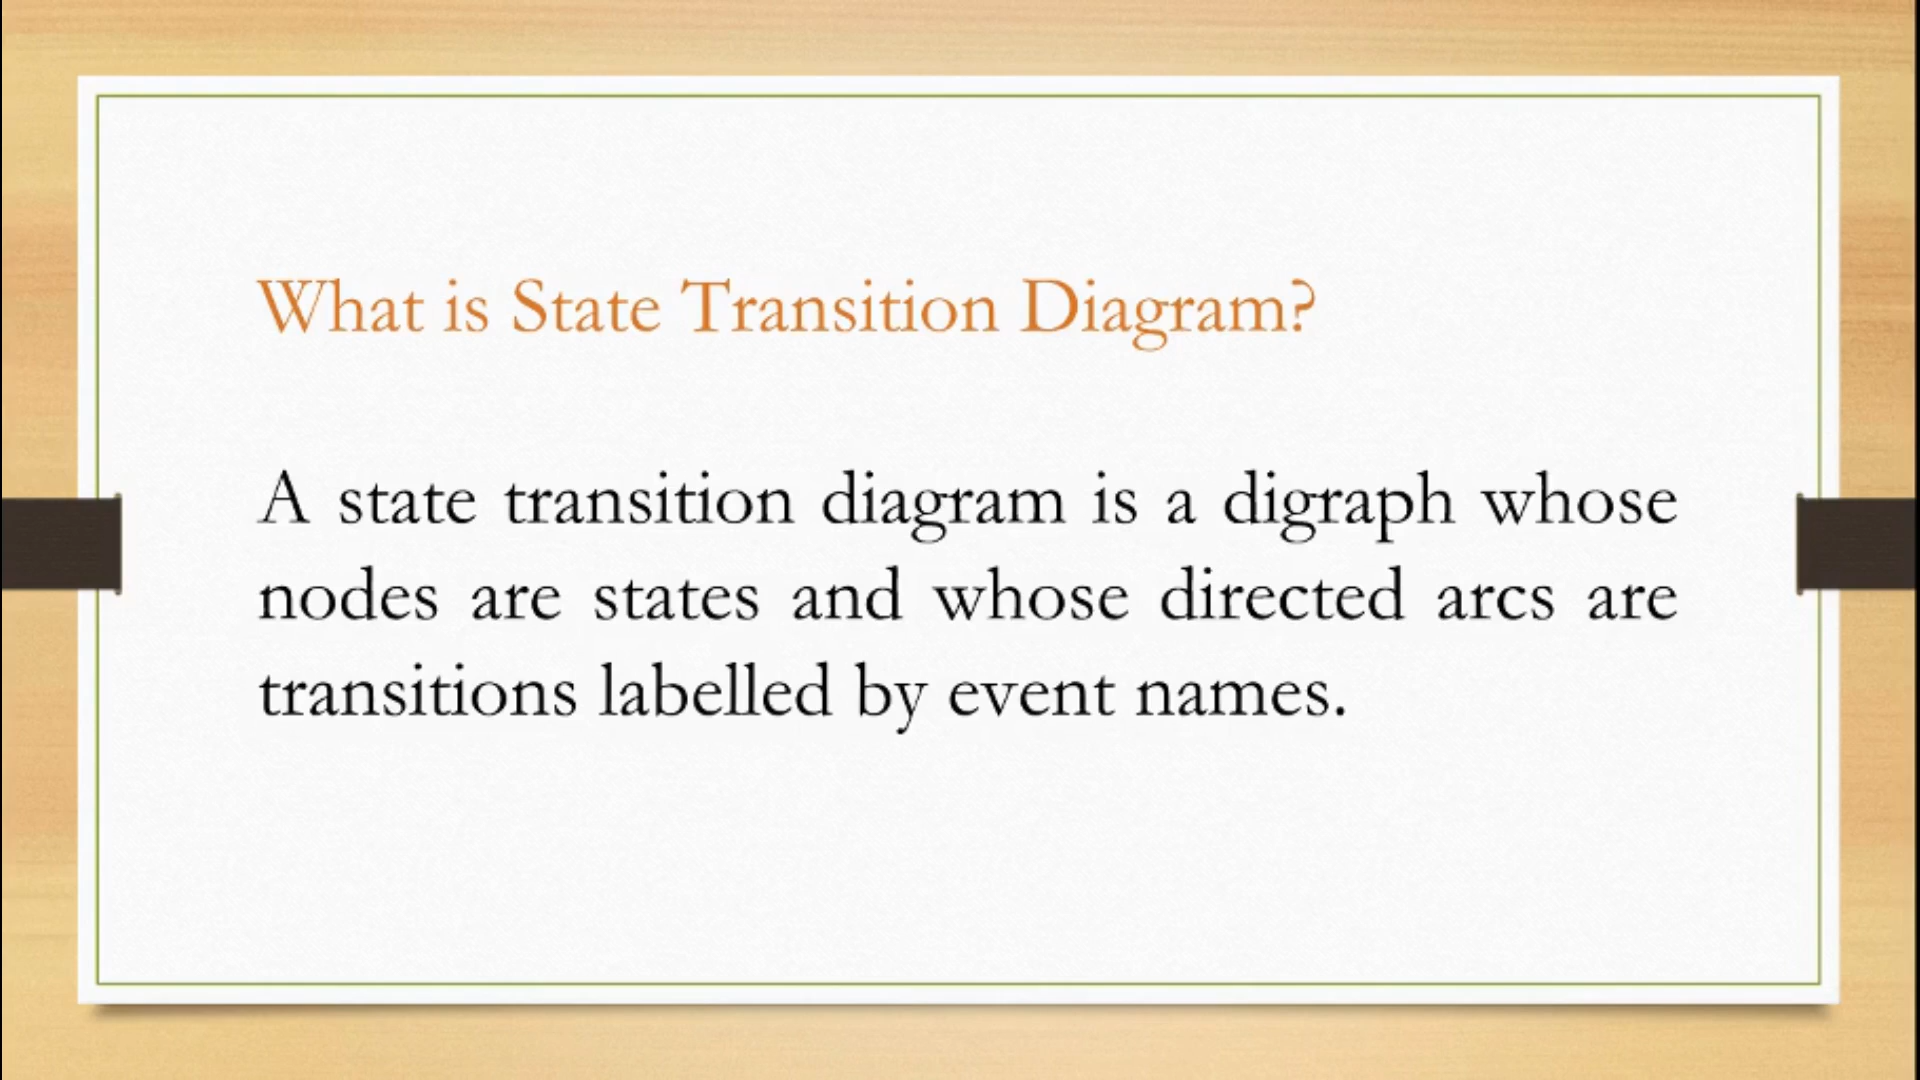 What is State Transition Diagram?
A state transition diagram is a digraph whose
nodes are states and whose directed arcs are
transitions labelled by event names.